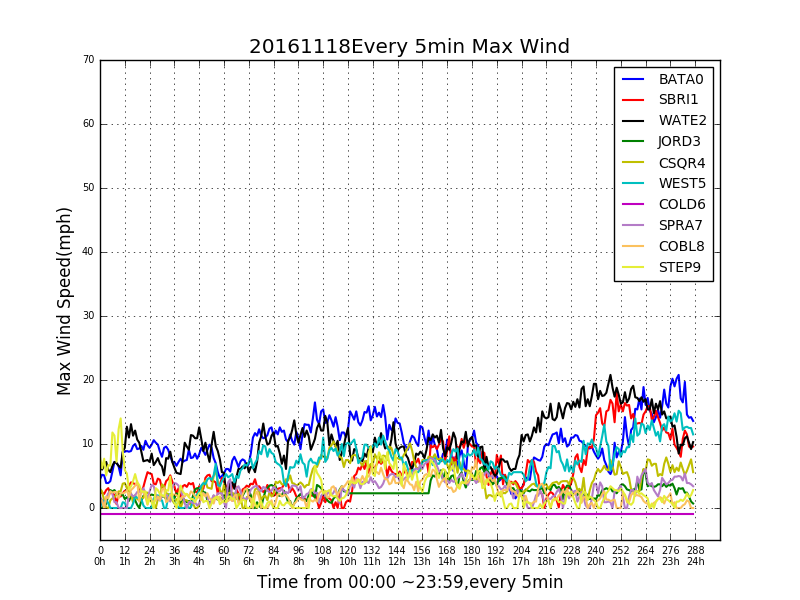 20161118Every 5min Max Wind
Max Wind Speed(mph)
70
60
50
40
30
20
10
0
BATA0
SBRI1
WATE2
JORD3
CSQR4
WEST5
COLD6
SPRA7
COBL8
STEP9
0 12 24 36 48 60 72 84 96 108 120 132 144 156 168 180 192 204 216 228 240 252 264 276 288
0h 1h 2h 3h 4h 5h 6h 7h 8h 9h 10h 11h 12h 13h 14h 15h 16h 17h 18h 19h 20h 21h 22h 23h 24h
Time from 00:00 ~23:59,every 5min